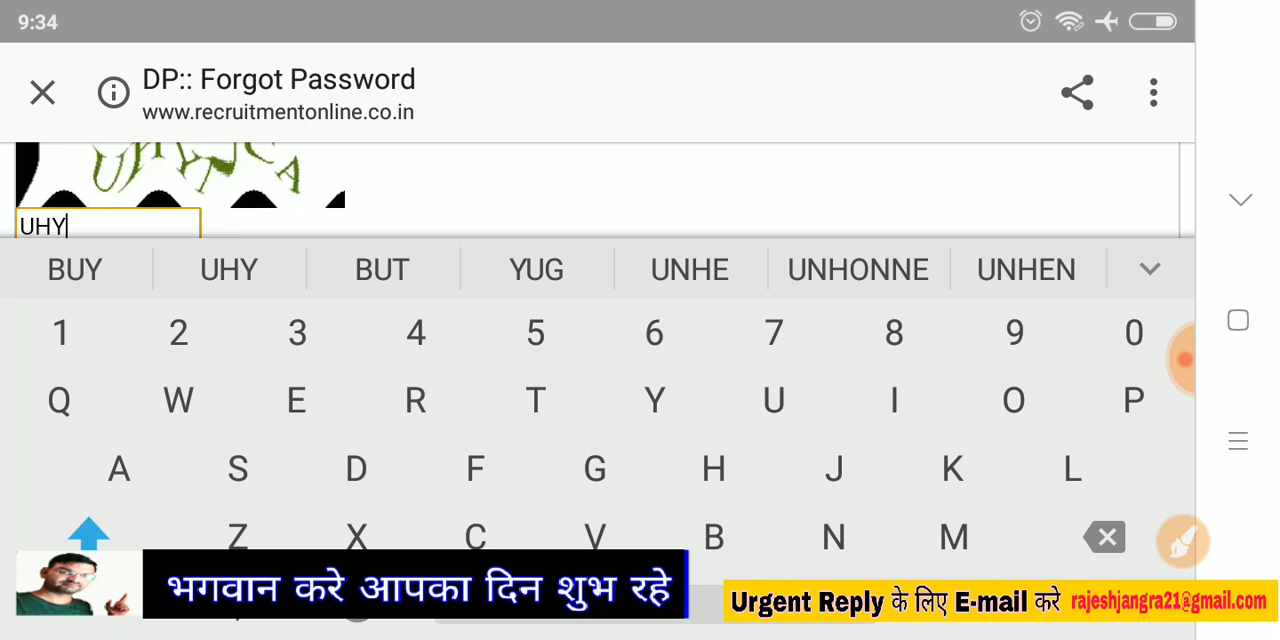 9:34
DP:: Forgot Password
www.recruitmentonline.co.in
UHY
BUY UHY BUT YUG UNHE UNHONNE UNHEN
1 2 3 4 5 6 7 8 9 0
Q W E R T Y U I O P
A S D F G H J K L
Z X C V B N M
भगवान करे आपका दिन शुभ रहे
Urgent Reply के लिए E-mail करे rajeshjangra21@gmail.com